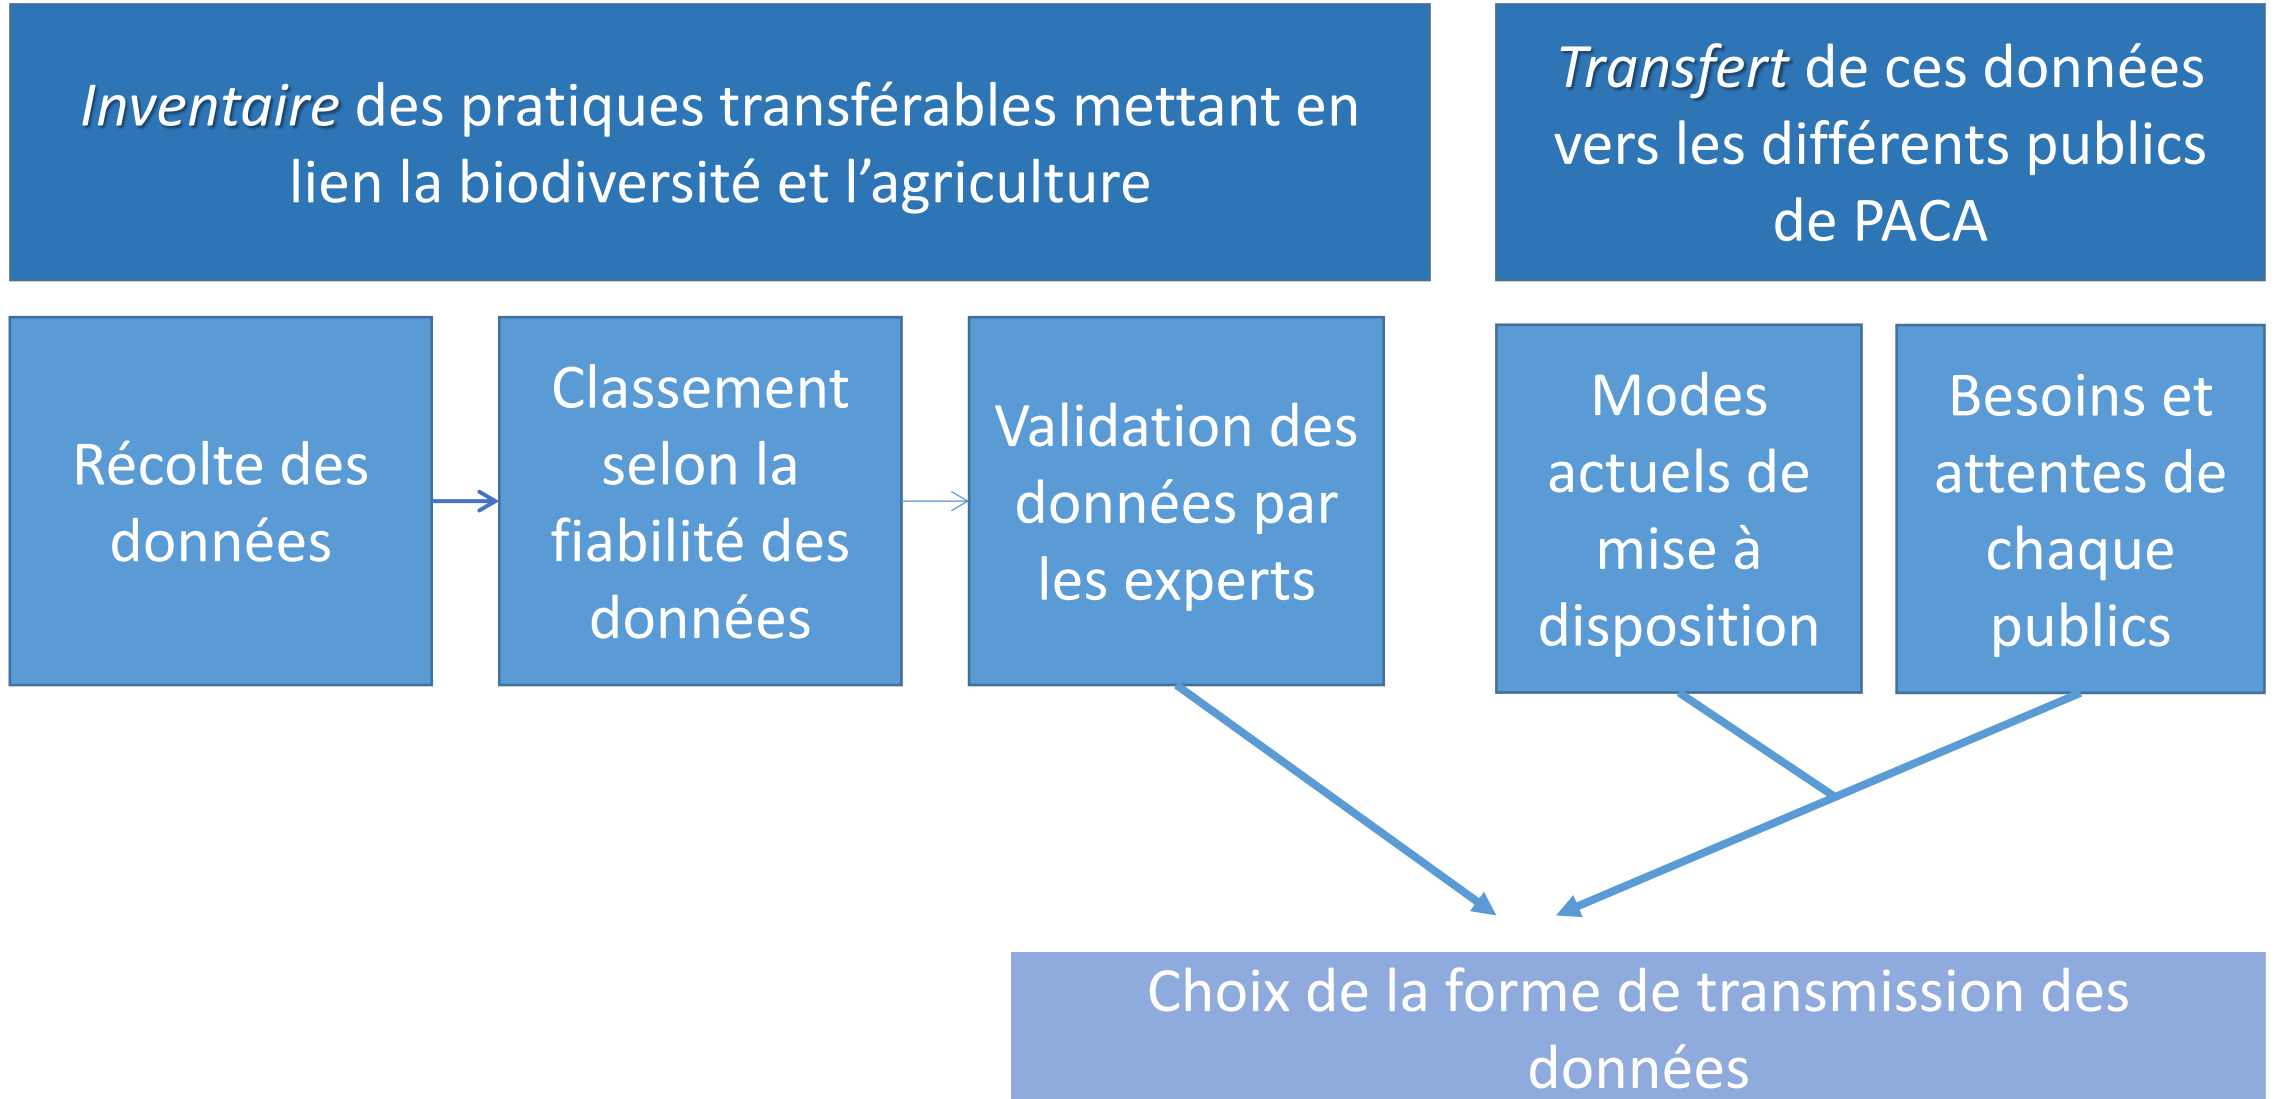 Inventaire des pratiques transférables mettant en
lien la biodiversité et l’agriculture
Transfert de ces données
vers les différents publics
de PACA
Récolte des
données
Classement
selon la
fiabilité des
données
Validation des
données par
les experts
Modes
actuels de
mise à
disposition
Besoins et
attentes de
chaque
publics
Choix de la forme de transmission des
données